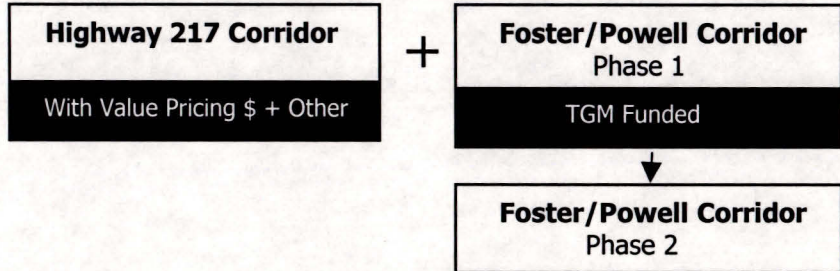 Highway 217 Corridor
With Value Pricing $ + Other
+
Foster/Powell Corridor
Phase 1
TGM Funded
Foster/Powell Corridor
Phase 2